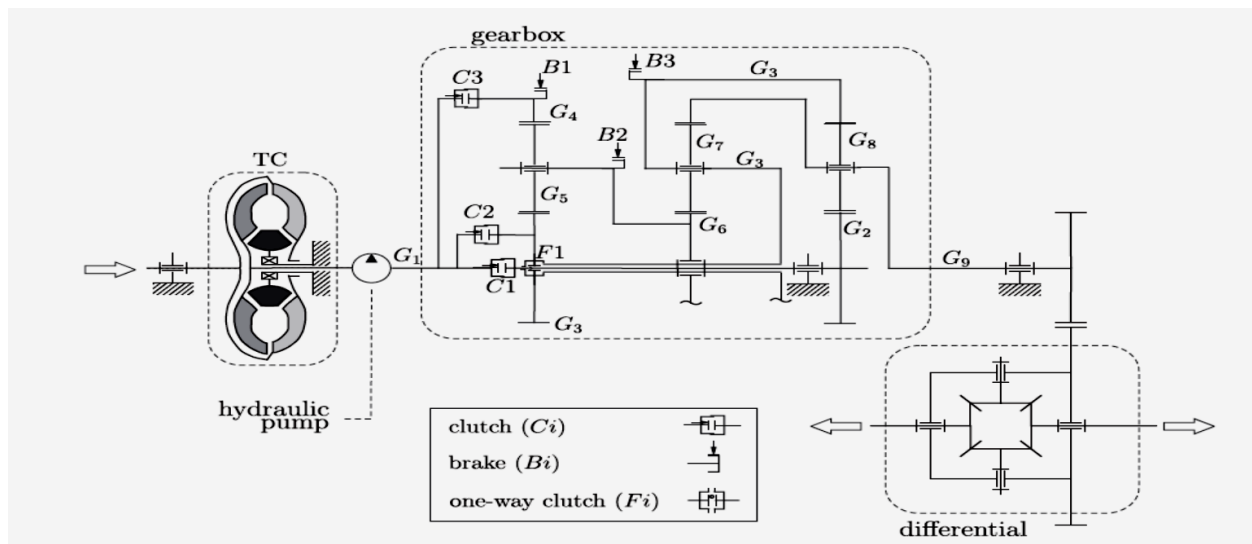 gearbox
B3
B1
C3
G3
G4
B2
G8
G7
TC
G3
G5
C2
G6
G2
F1
G1
G9
C1
G3
hydraulic
pump
clutch (Ci)
brake (Bi)
one-way clutch (Fi)
differential